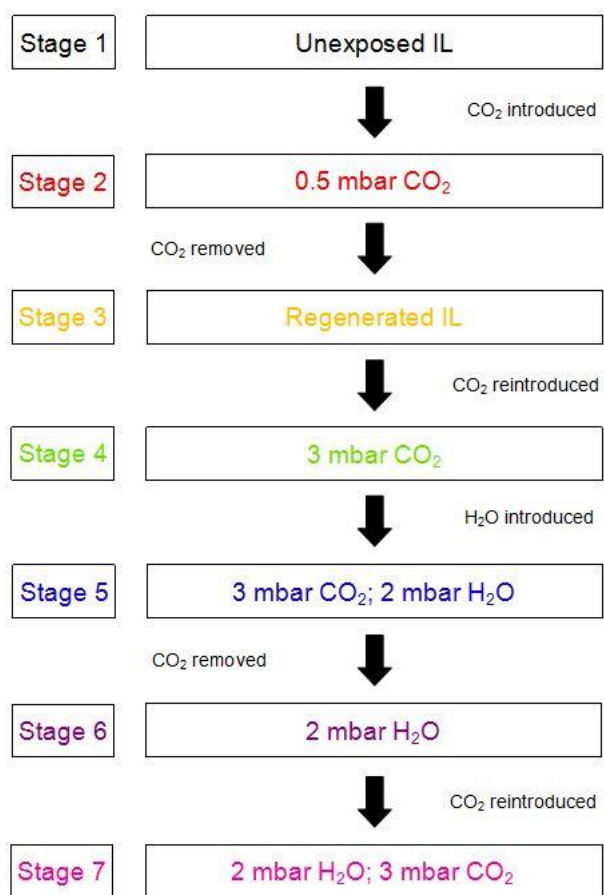 Stage 1 Unexposed IL
CO₂ introduced
Stage 2 0.5 mbar CO₂
CO₂ removed
Stage 3 Regenerated IL
CO₂ reintroduced
Stage 4 3 mbar CO₂
H₂O introduced
Stage 5 3 mbar CO₂; 2 mbar H₂O
CO₂ removed
Stage 6 2 mbar H₂O
CO₂ reintroduced
Stage 7 2 mbar H₂O; 3 mbar CO₂